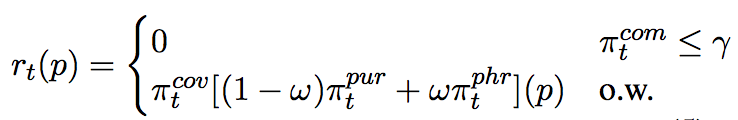 r_t(p) = { 0    π_t^{com} ≤ γ
π_t^{cov}[(1 − ω)π_t^{pur} + ωπ_t^{phr}](p)    o.w.